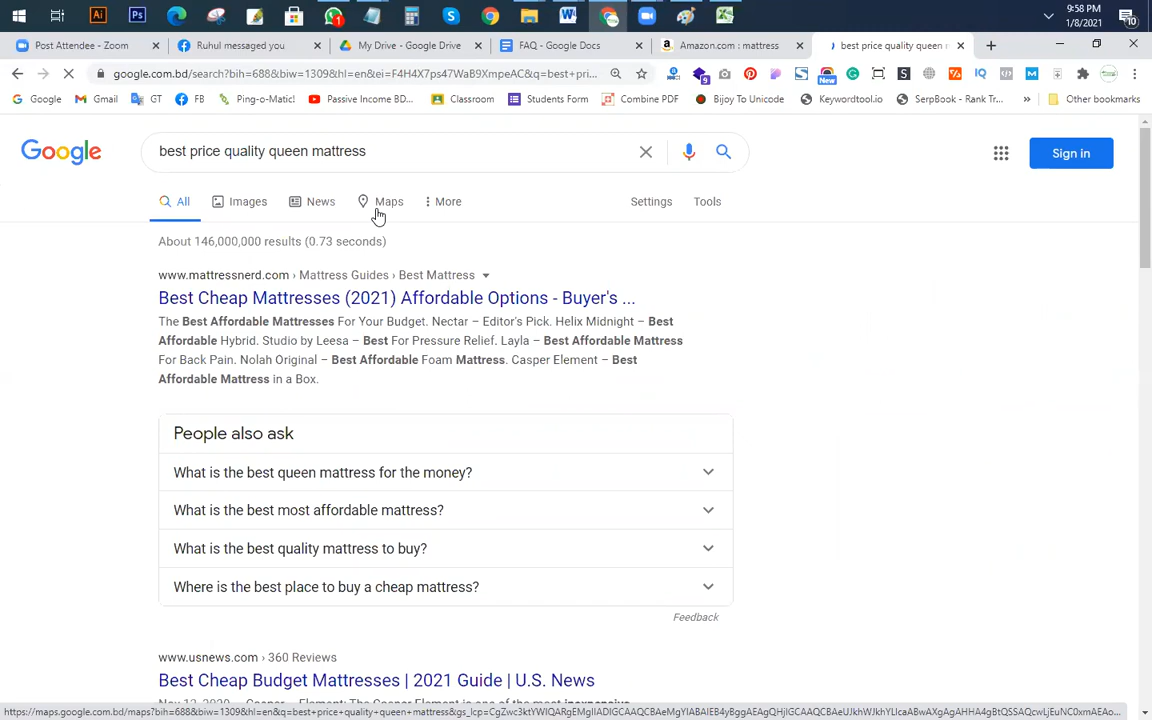 9:58 PM
1/8/2021
10
Post Attendee - Zoom
Ruhul messaged you
My Drive - Google Drive
FAQ - Google Docs
Amazon.com : mattress
best price quality queen
google.com.bd/search?bih=688&biw=1309&hl=en&ei=F4H4X7ps47WaB9XmpeAC&q=best+pri...
Google
Gmail
GT
FB
Ping-o-Matic!
Passive Income BD...
Classroom
Students Form
Combine PDF
Bijoy To Unicode
Keywordtool.io
SerpBook - Rank Tr...
Other bookmarks
Google
best price quality queen mattress
Sign in
All
Images
News
Maps
More
Settings
Tools
About 146,000,000 results (0.73 seconds)
www.mattressnerd.com › Mattress Guides › Best Mattress
Best Cheap Mattresses (2021) Affordable Options - Buyer's ...
The Best Affordable Mattresses For Your Budget. Nectar – Editor's Pick. Helix Midnight – Best
Affordable Hybrid. Studio by Leesa – Best For Pressure Relief. Layla – Best Affordable Mattress
For Back Pain. Nolah Original – Best Affordable Foam Mattress. Casper Element – Best
Affordable Mattress in a Box.
People also ask
What is the best queen mattress for the money?
What is the best most affordable mattress?
What is the best quality mattress to buy?
Where is the best place to buy a cheap mattress?
Feedback
www.usnews.com › 360 Reviews
Best Cheap Budget Mattresses | 2021 Guide | U.S. News